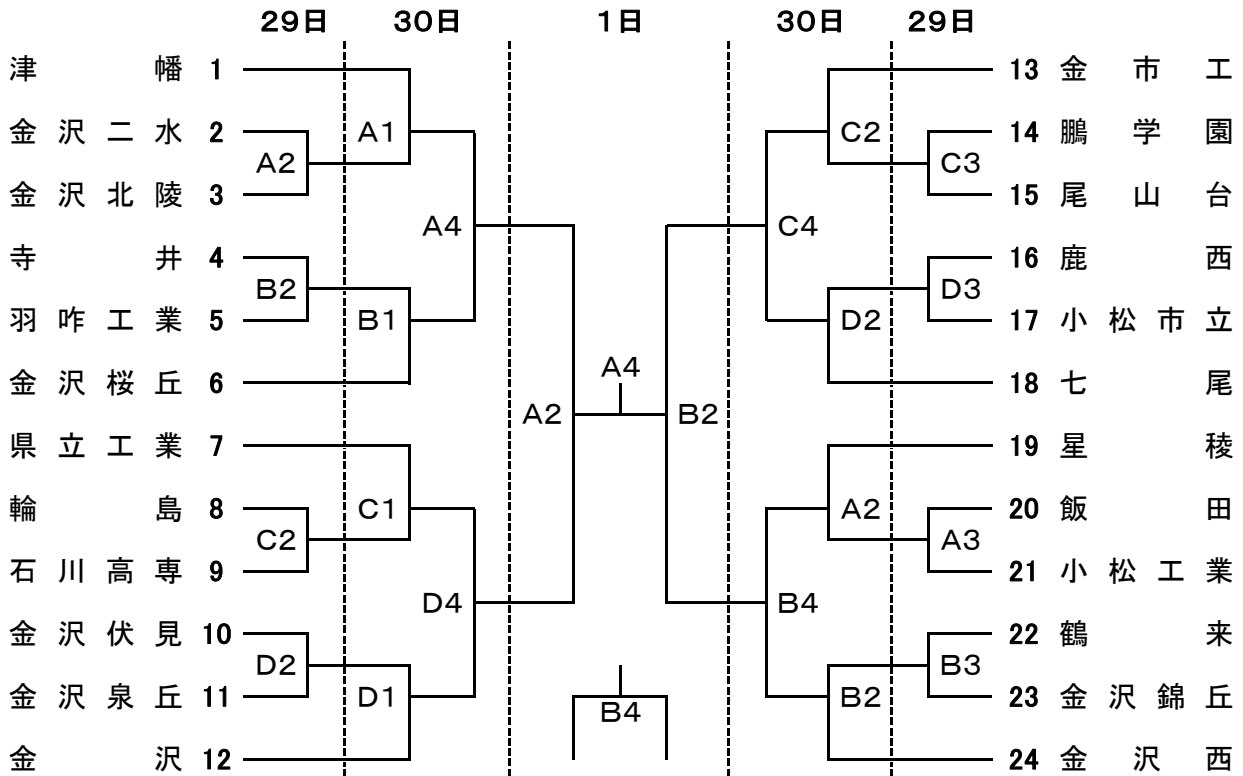 29日 30日 1日 30日 29日
津幡 1 13 金市工
金沢二水 2 A1 C2 14 鵬学園
A2 C3
金沢北陵 3 15 尾山台
A4 C4
寺井 4 16 鹿西
B2 D3
羽咋工業 5 B1 D2 17 小松市立
A4
金沢桜丘 6 18 七尾
A2 B2
県立工業 7 19 星稜
輪島 8 C1 A2 20 飯田
C2 A3
石川高専 9 21 小松工業
D4 B4
金沢伏見 10 22 鶴来
D2 B3
金沢泉丘 11 D1 B2 23 金沢錦丘
B4
金沢 12 24 金沢西